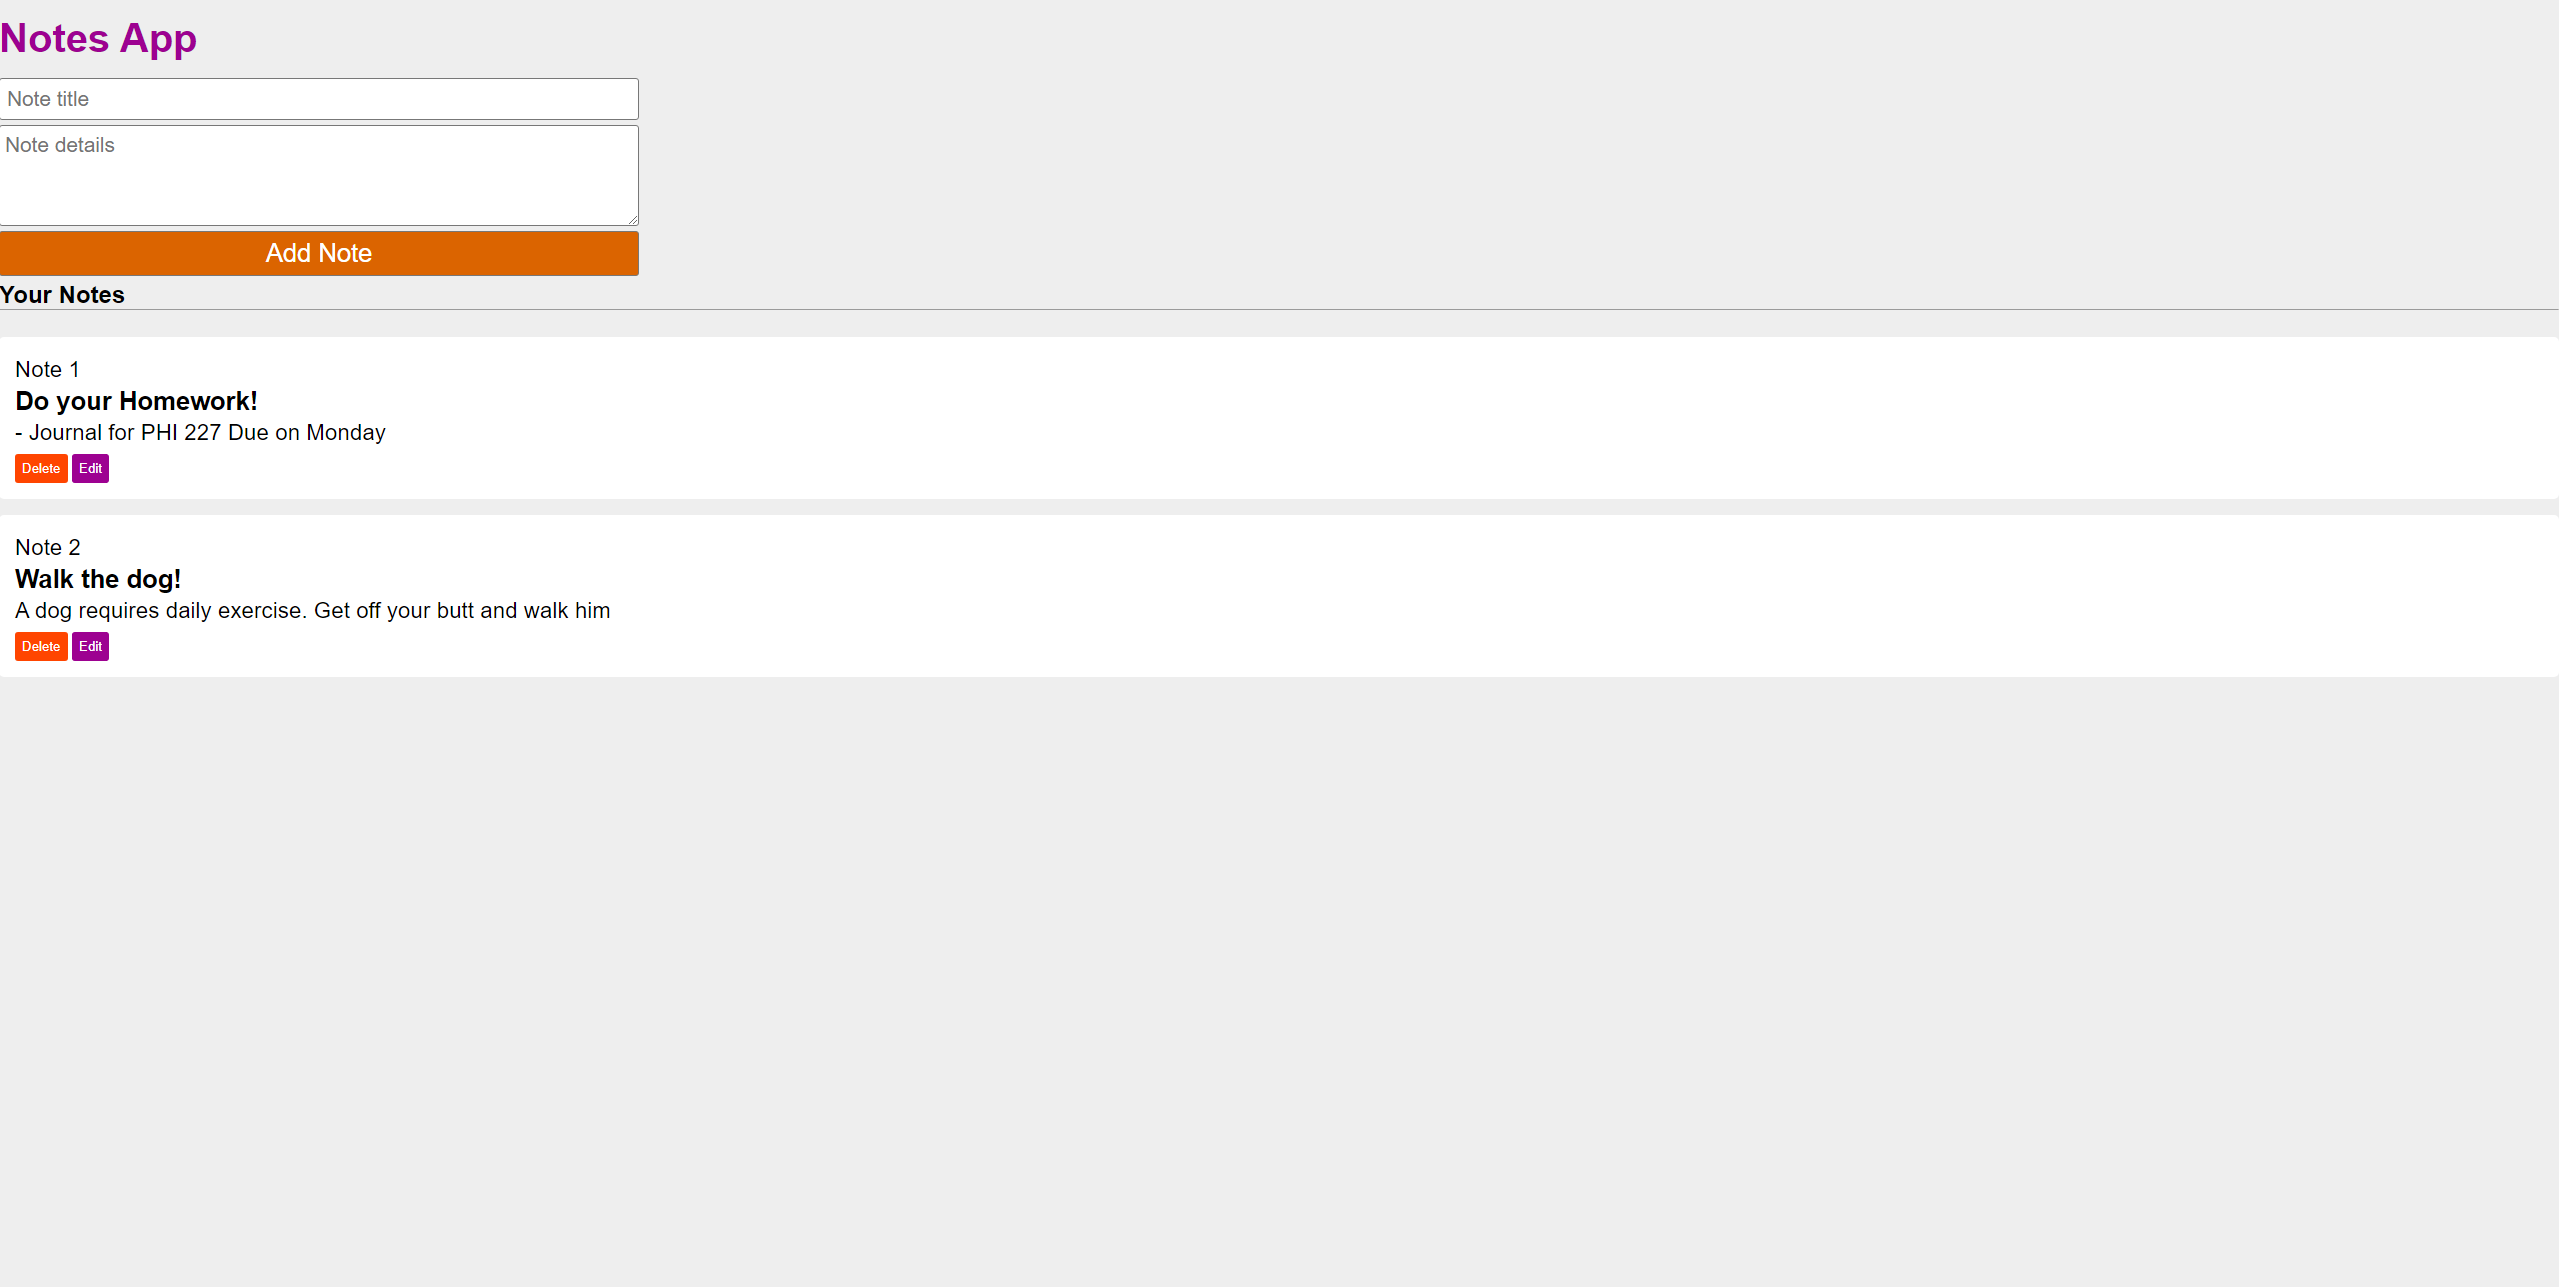 Notes App
Note title
Note details
Add Note
Your Notes
Note 1
Do your Homework!
- Journal for PHI 227 Due on Monday
Delete Edit
Note 2
Walk the dog!
A dog requires daily exercise. Get off your butt and walk him
Delete Edit